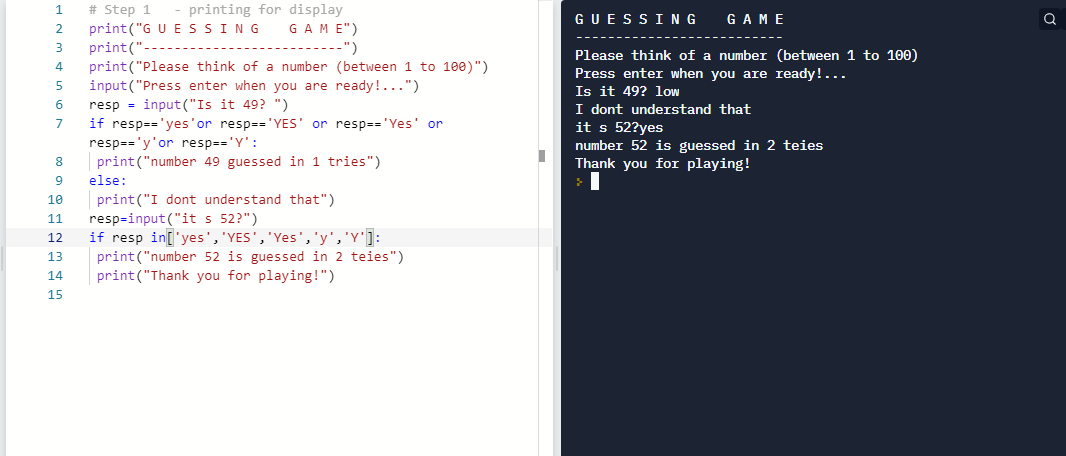 1 # Step 1   - printing for display
2 print("G U E S S I N G    G A M E")
3 print("--------------------------")
4 print("Please think of a number (between 1 to 100)")
5 input("Press enter when you are ready!...")
6 resp = input("Is it 49? ")
7 if resp=='yes'or resp=='YES' or resp=='Yes' or
resp=='y'or resp=='Y':
8  print("number 49 guessed in 1 tries")
9 else:
10  print("I dont understand that")
11 resp=input("it s 52?")
12 if resp in['yes','YES','Yes','y','Y']:
13  print("number 52 is guessed in 2 teies")
14  print("Thank you for playing!")
15
G U E S S I N G    G A M E
--------------------------
Please think of a number (between 1 to 100)
Press enter when you are ready!...
Is it 49? low
I dont understand that
it s 52?yes
number 52 is guessed in 2 teies
Thank you for playing!